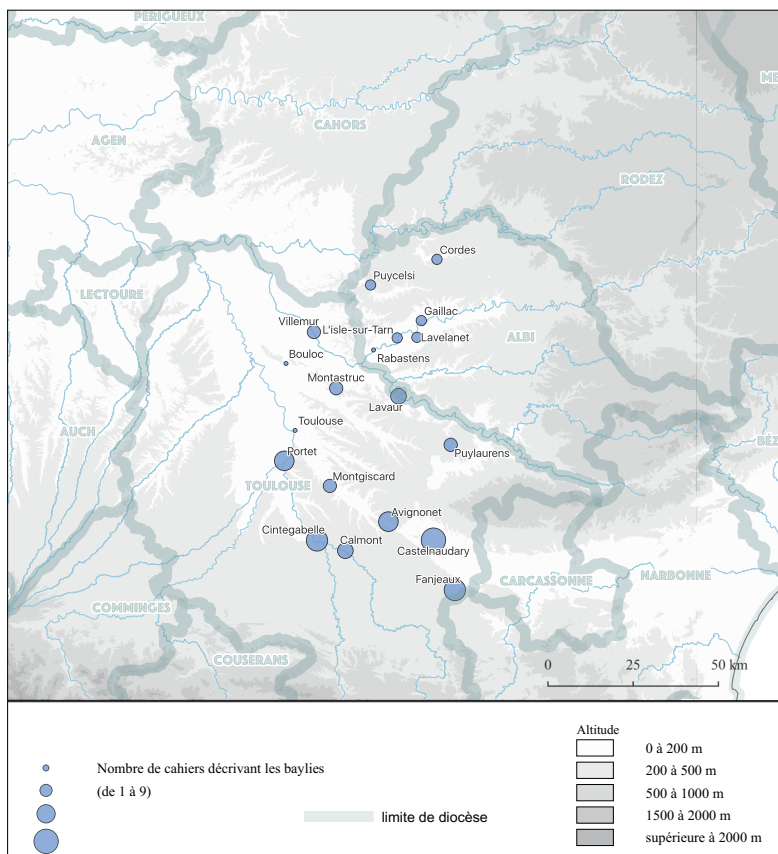 PÉRIGUEUX
CAHORS
AGEN
RODEZ
LECTOURE
Cordes
Puycelsi
Gaillac
Villemur
L'isle-sur-Tarn
Lavelanet
ALBI
Bouloc
Rabastens
Montastruc
Lavaur
AUCH
Toulouse
Puylaurens
Portet
Montgiscard
TOULOUSE
Avignonet
Cintegabelle
Calmont
Castelnaudary
Fanjeaux
CARCASSONNE
NARBONNE
COMMINGES
COUSERANS
0 25 50 km
Altitude
0 à 200 m
Nombre de cahiers décrivant les baylies
200 à 500 m
(de 1 à 9)
500 à 1000 m
limite de diocèse
1500 à 2000 m
supérieure à 2000 m